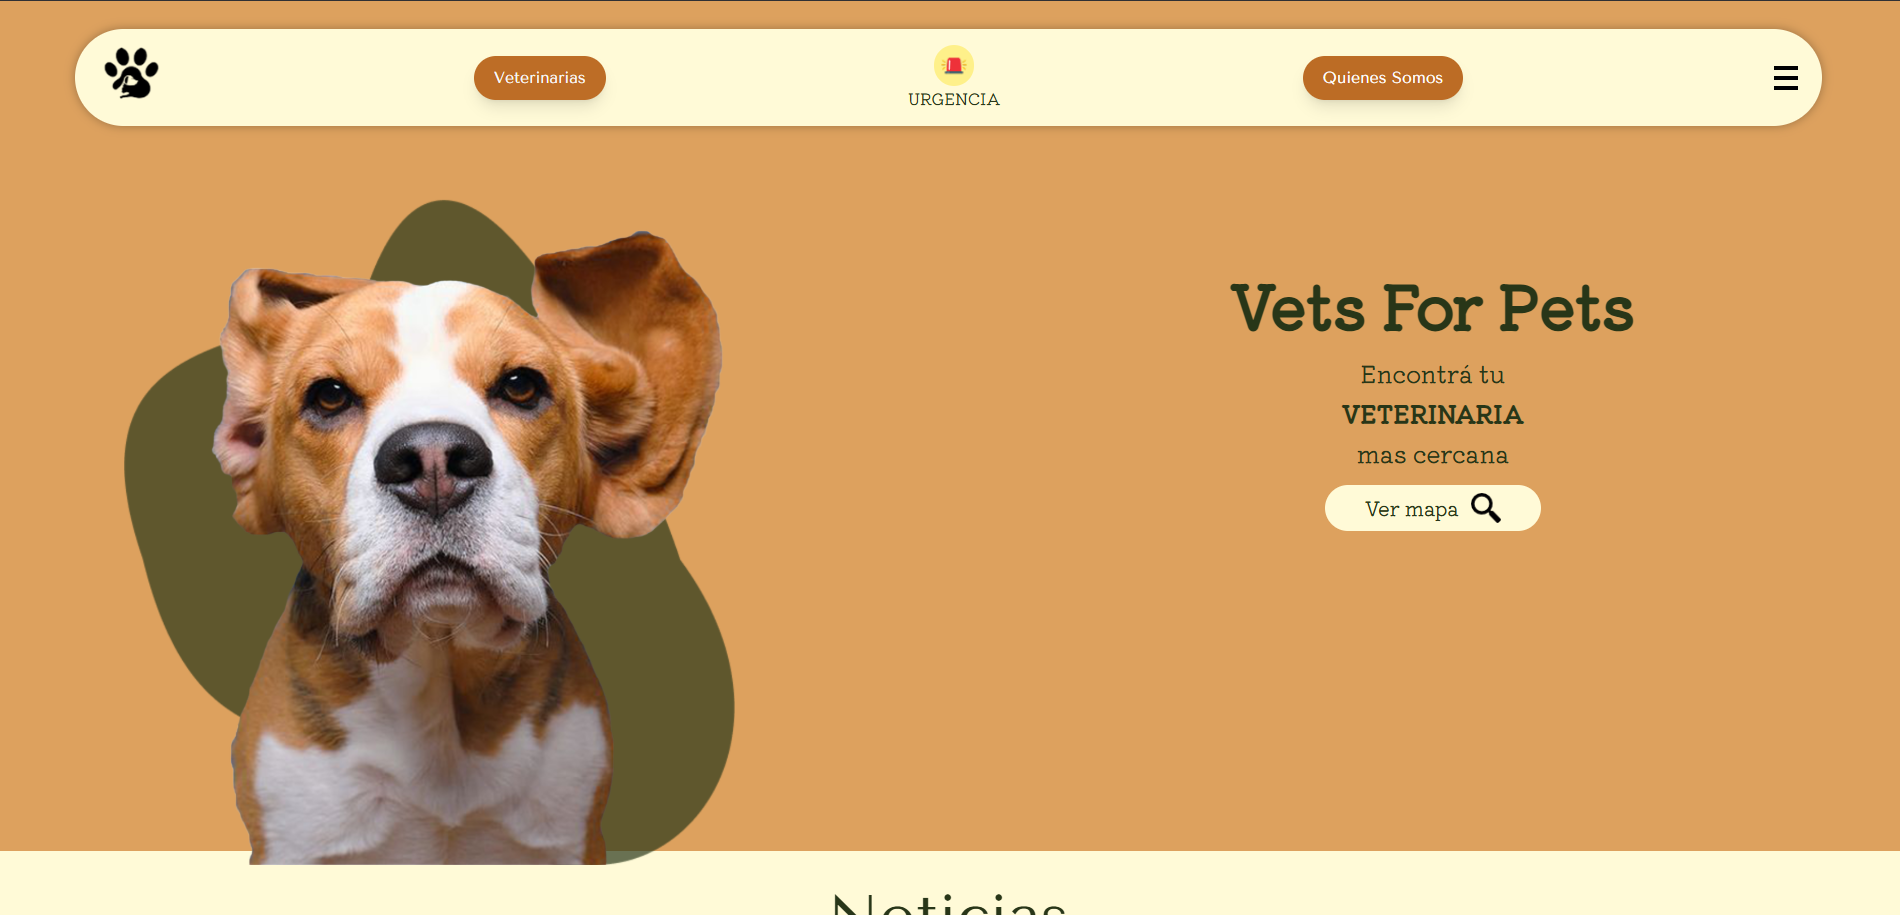 Veterinarias
URGENCIA
Quienes Somos
Vets For Pets
Encontrá tu
VETERINARIA
mas cercana
Ver mapa
Noticias